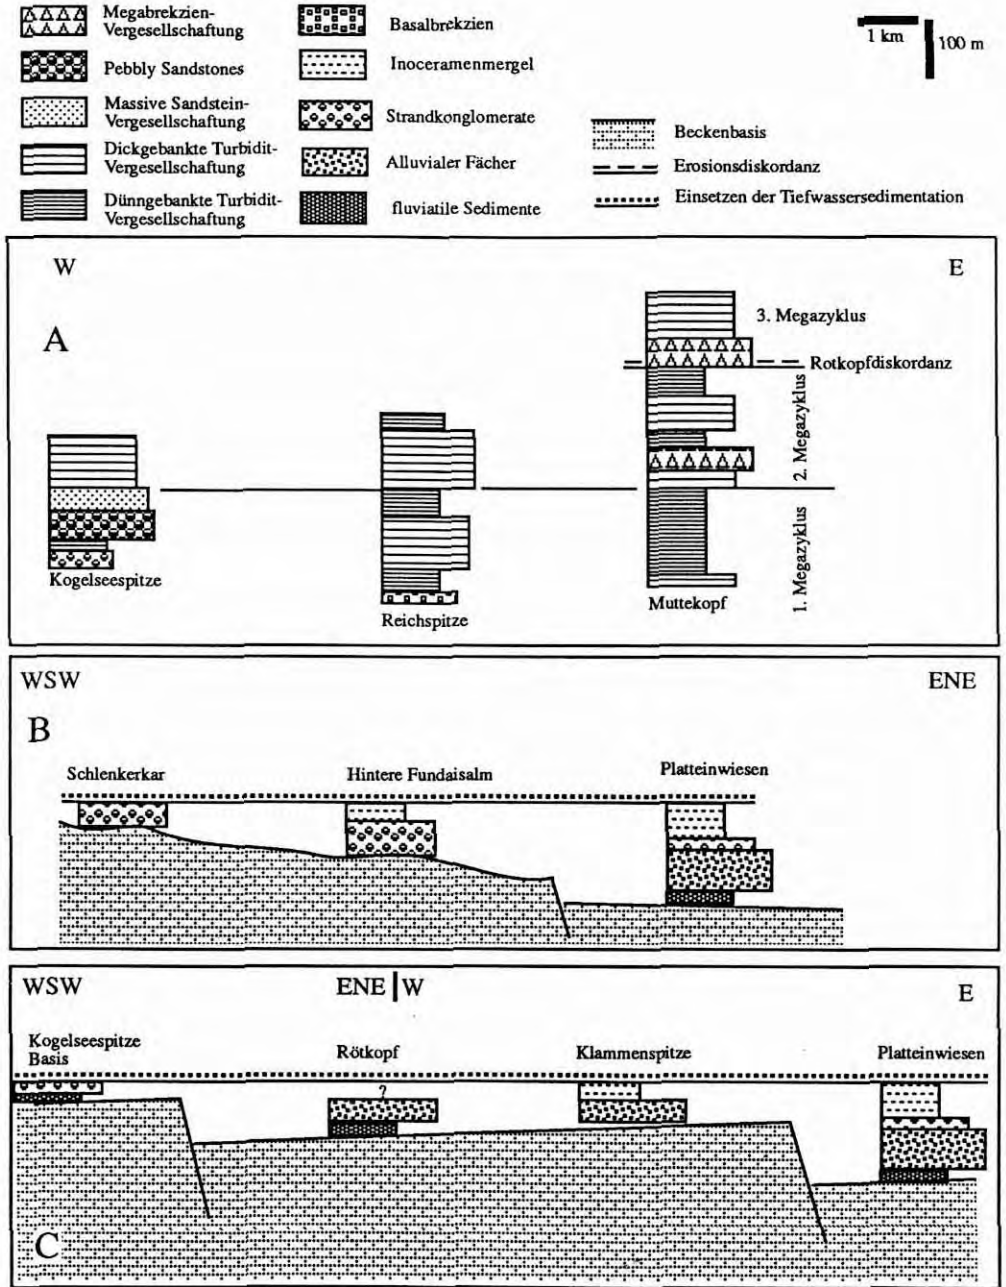 Megabrekzien-
Vergesellschaftung
Pebbly Sandstones
Massive Sandstein-
Vergesellschaftung
Dickgebankte Turbidit-
Vergesellschaftung
Dünngebankte Turbidit-
Vergesellschaftung
Basalbrekzien
Inoceramenmergel
Strandkonglomerate
Alluvialer Fächer
fluviatile Sedimente
1 km
100 m
Beckenbasis
Erosionsdiskordanz
Einsetzen der Tiefwassersedimentation
W
E
A
3. Megazyklus
Rotkopfdiskordanz
2. Megazyklus
1. Megazyklus
Kogelseespitze
Reichspitze
Muttekopf
WSW
ENE
B
Schlenkerkar
Hintere Fundaisalm
Platteinwiesen
WSW
ENE | W
E
Kogelseespitze
Basis
Rötkopf
Klammenspitze
Platteinwiesen
?
C